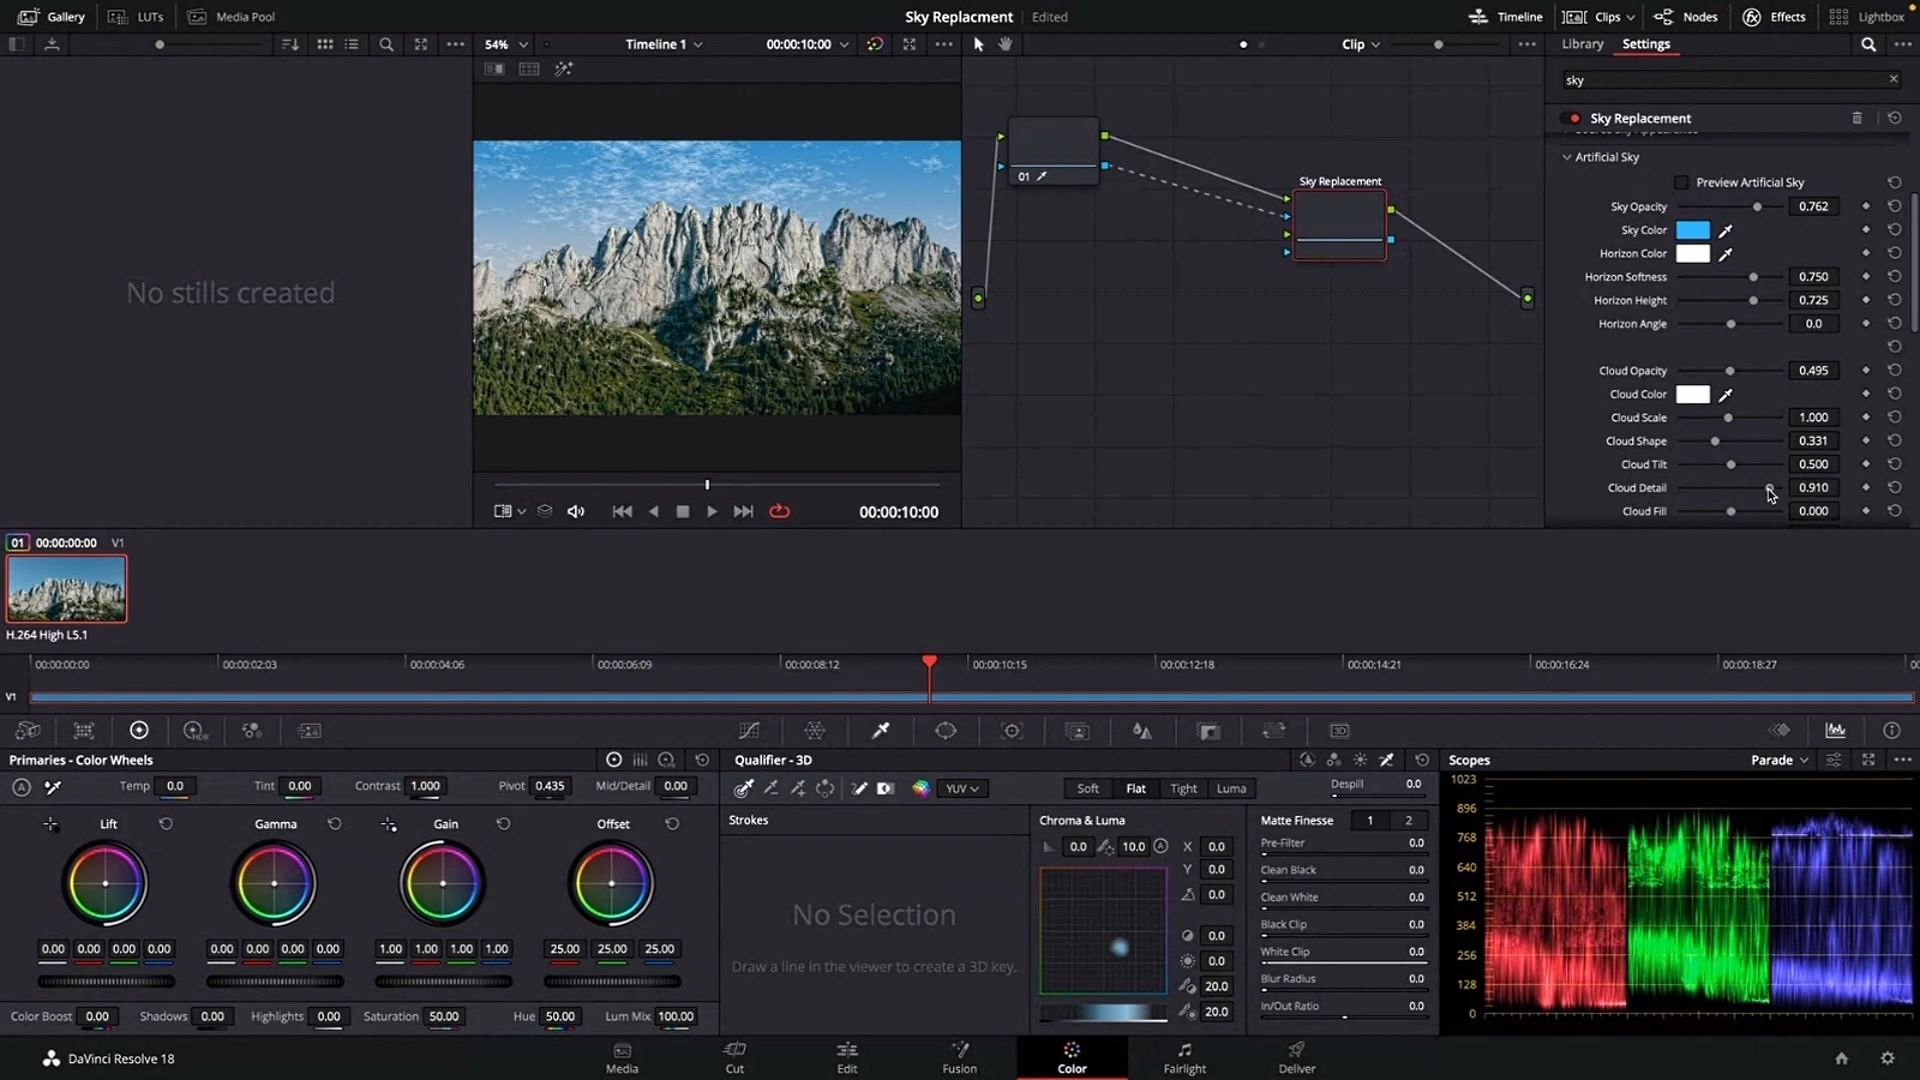 Gallery LUTs Media Pool Sky Replacment Edited Timeline Clips Nodes Effects Lightbox
54% Timeline 1 00:00:10:00 Clip Library Settings
sky
Sky Replacement
Artificial Sky
Preview Artificial Sky
Sky Opacity 0.762
Sky Color
Horizon Color
Horizon Softness 0.750
Horizon Height 0.725
Horizon Angle 0.0
Cloud Opacity 0.495
Cloud Color
Cloud Scale 1.000
Cloud Shape 0.331
Cloud Tilt 0.500
Cloud Detail 0.910
Cloud Fill 0.000
No stills created
01
Sky Replacement
00:00:10:00
01 00:00:00:00 V1
H.264 High L5.1
00:00:00:00 00:00:02:03 00:00:04:06 00:00:06:09 00:00:08:12 00:00:10:15 00:00:12:18 00:00:14:21 00:00:16:24 00:00:18:27 00
V1
HDR
3D
Primaries - Color Wheels
Temp 0.0 Tint 0.00 Contrast 1.000 Pivot 0.435 Mid/Detail 0.00
Lift Gamma Gain Offset
0.00 0.00 0.00 0.00 0.00 0.00 0.00 0.00 1.00 1.00 1.00 1.00 25.00 25.00 25.00
Color Boost 0.00 Shadows 0.00 Highlights 0.00 Saturation 50.00 Hue 50.00 Lum Mix 100.00
Qualifier - 3D
YUV Soft Flat Tight Luma Despill 0.0
Strokes
No Selection
Draw a line in the viewer to create a 3D key.
Chroma & Luma
0.0 10.0 A X 0.0
Y 0.0
0.0
0.0
0.0
20.0
20.0
Matte Finesse 1 2
Pre-Filter 0.0
Clean Black 0.0
Clean White 0.0
Black Clip 0.0
White Clip 0.0
Blur Radius 0.0
In/Out Ratio 0.0
Scopes Parade
1023
896
768
640
512
384
256
128
0
DaVinci Resolve 18 Media Cut Edit Fusion Color Fairlight Deliver